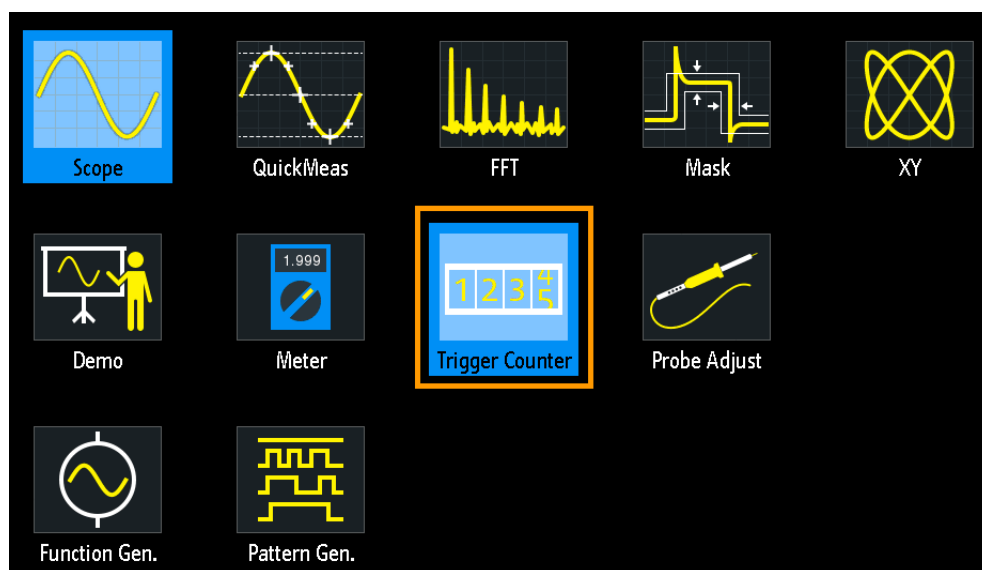 Scope
QuickMeas
FFT
Mask
XY
1.999
1 2 3 4
5
Demo
Meter
Trigger Counter
Probe Adjust
Function Gen.
Pattern Gen.